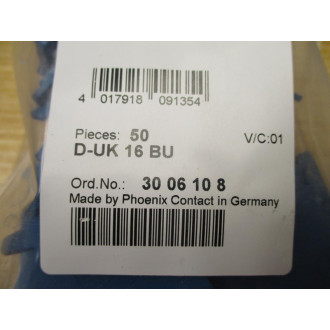 4 017918 091354
Pieces: 50 V/C:01
D-UK 16 BU
Ord.No.: 30 06 10 8
Made by Phoenix Contact in Germany